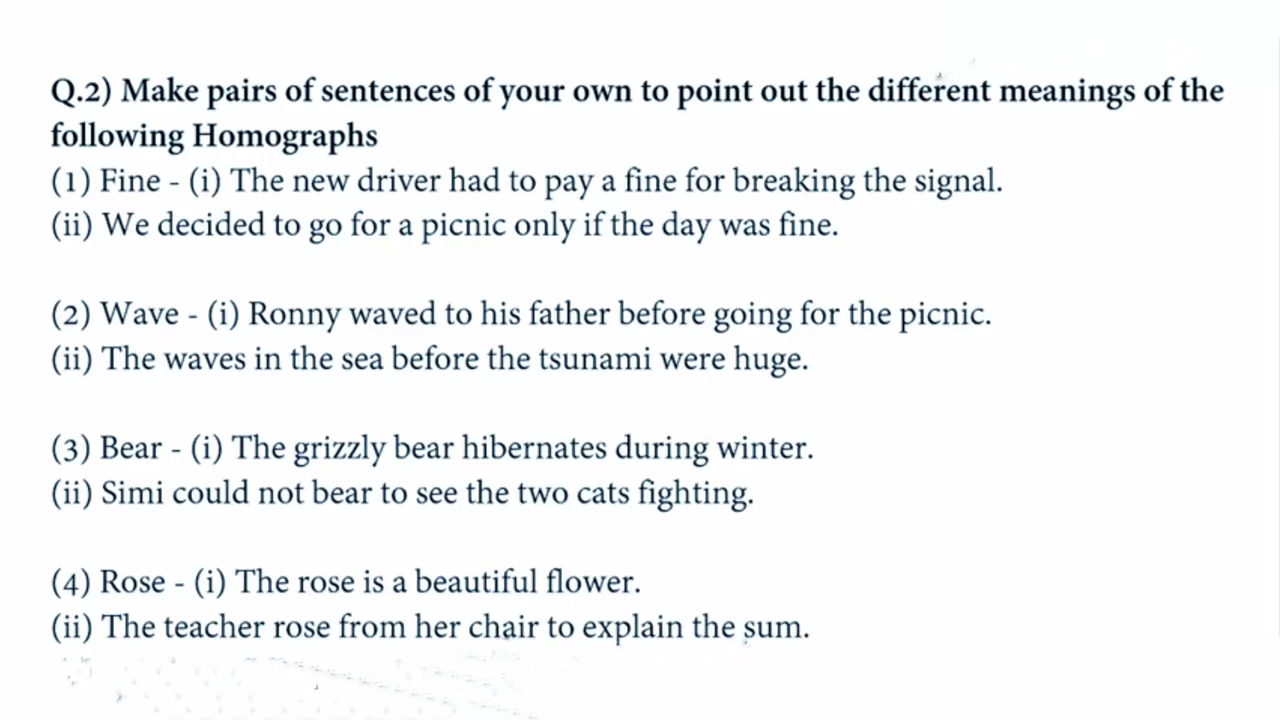 Q.2) Make pairs of sentences of your own to point out the different meanings of the
following Homographs
(1) Fine - (i) The new driver had to pay a fine for breaking the signal.
(ii) We decided to go for a picnic only if the day was fine.
(2) Wave - (i) Ronny waved to his father before going for the picnic.
(ii) The waves in the sea before the tsunami were huge.
(3) Bear - (i) The grizzly bear hibernates during winter.
(ii) Simi could not bear to see the two cats fighting.
(4) Rose - (i) The rose is a beautiful flower.
(ii) The teacher rose from her chair to explain the sum.